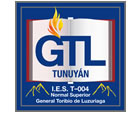 GTL
TUNUYÁN
I.E.S. T-004
Normal Superior
General Toribio de Luzuriaga